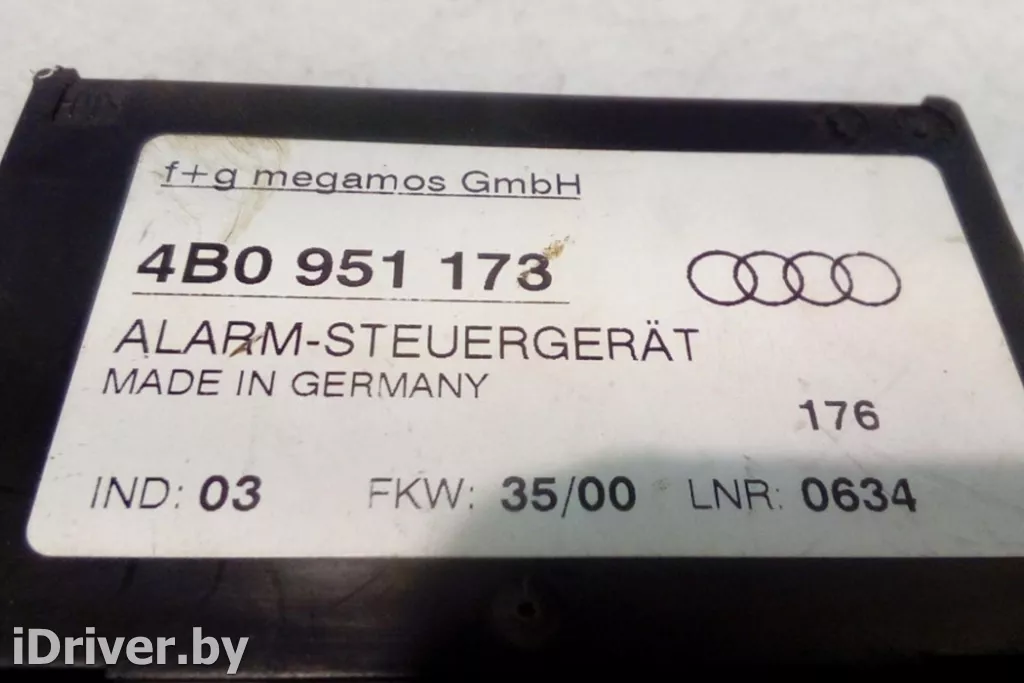 f+g megamos GmbH
4B0 951 173
ALARM-STEUERGERÄT
MADE IN GERMANY
176
IND: 03 FKW: 35/00 LNR: 0634
iDriver.by